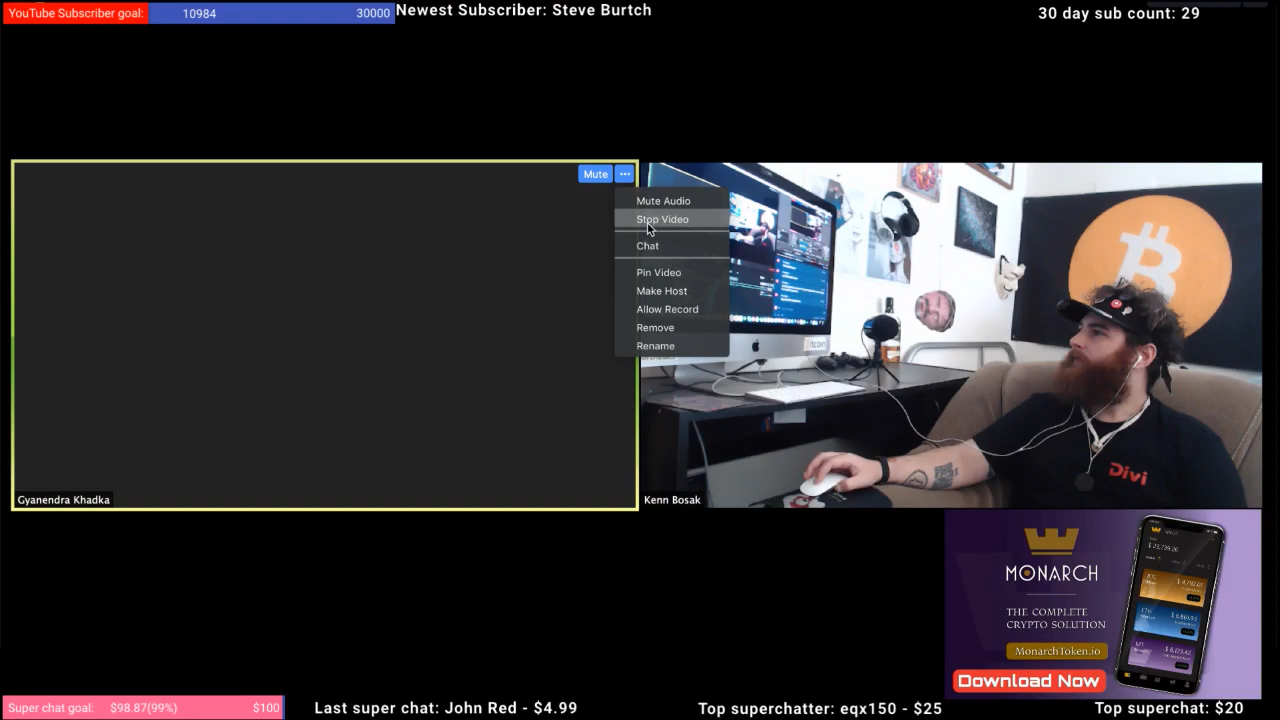 YouTube Subscriber goal: 10984 30000
Newest Subscriber: Steve Burtch
30 day sub count: 29
Mute ···
Mute Audio
Stop Video
Chat
Pin Video
Make Host
Allow Record
Remove
Rename
Gyanendra Khadka
Kenn Bosak
Divi
MONARCH
THE COMPLETE
CRYPTO SOLUTION
MonarchToken.io
Download Now
Super chat goal: $98.87(99%) $100
Last super chat: John Red - $4.99
Top superchatter: eqx150 - $25
Top superchat: $20